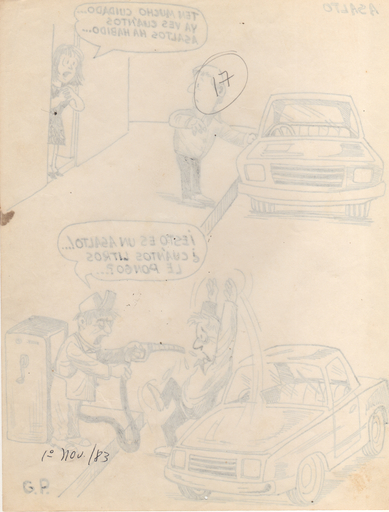 ASALTO
TEN MUCHO CUIDADO...
YA VES CUANTOS
ASALTOS HA HABIDO...
17
¡ESTO ES UN ASALTO!...
¿CUÁNTOS LITROS
LE PONGO?...
1º NOV./83
G.P.